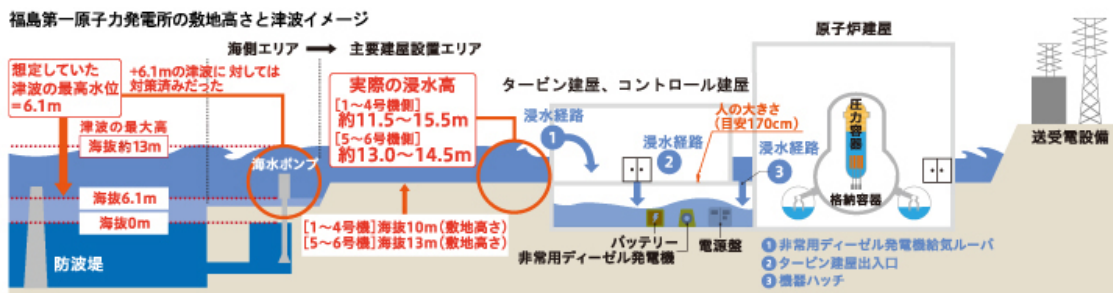 福島第一原子力発電所の敷地高さと津波イメージ
海側エリア → 主要建屋設置エリア
想定していた
津波の最高水位
=6.1m
+6.1mの津波に 対しては
対策済みだった
津波の最大高
海抜約13m
海水ポンプ
海抜6.1m
海抜0m
防波堤
実際の浸水高
[1〜4号機側]
約11.5〜15.5m
[5〜6号機側]
約13.0〜14.5m
[1〜4号機]海抜10m(敷地高さ)
[5〜6号機]海抜13m(敷地高さ)
タービン建屋、コントロール建屋
浸水経路
1
浸水経路
2
人の大きさ
(目安170cm)
浸水経路
3
バッテリー
非常用ディーゼル発電機
電源盤
原子炉建屋
圧力容器
格納容器
送受電設備
1 非常用ディーゼル発電機給気ルーバ
2 タービン建屋出入口
3 機器ハッチ